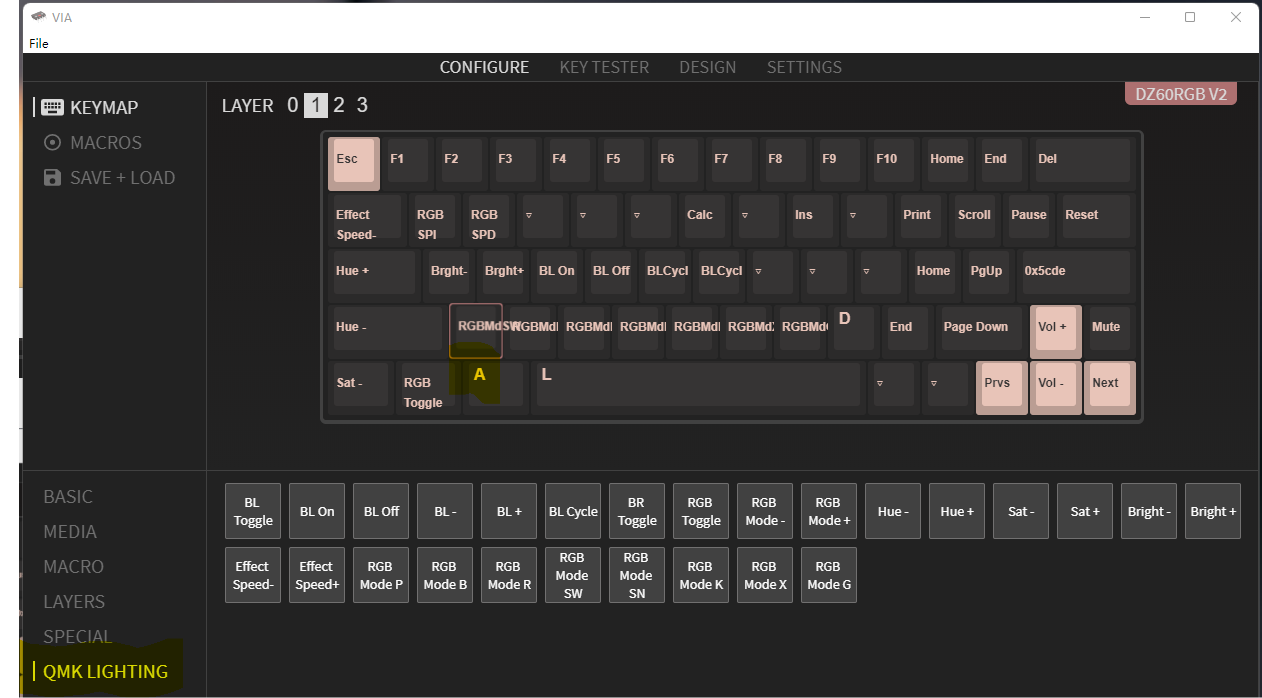 VIA
File
CONFIGURE KEY TESTER DESIGN SETTINGS
KEYMAP
MACROS
SAVE + LOAD
LAYER 0 1 2 3
DZ60RGB V2
Esc F1 F2 F3 F4 F5 F6 F7 F8 F9 F10 Home End Del
Effect Speed- RGB SPI RGB SPD ▿ ▿ ▿ Calc ▿ Ins ▿ Print Scroll Pause Reset
Hue + Brght- Brght+ BL On BL Off BLCycl BLCycl ▿ ▿ ▿ Home PgUp 0x5cde
Hue - RGBMdSW RGBMd RGBMd RGBMd RGBMd RGBMd RGBMd D End Page Down Vol + Mute
Sat - RGB Toggle A L ▿ ▿ Prvs Vol - Next
BASIC
MEDIA
MACRO
LAYERS
SPECIAL
QMK LIGHTING
BL Toggle BL On BL Off BL - BL + BL Cycle BR Toggle RGB Toggle RGB Mode - RGB Mode + Hue - Hue + Sat - Sat + Bright - Bright +
Effect Speed- Effect Speed+ RGB Mode P RGB Mode B RGB Mode R RGB Mode SW RGB Mode SN RGB Mode K RGB Mode X RGB Mode G